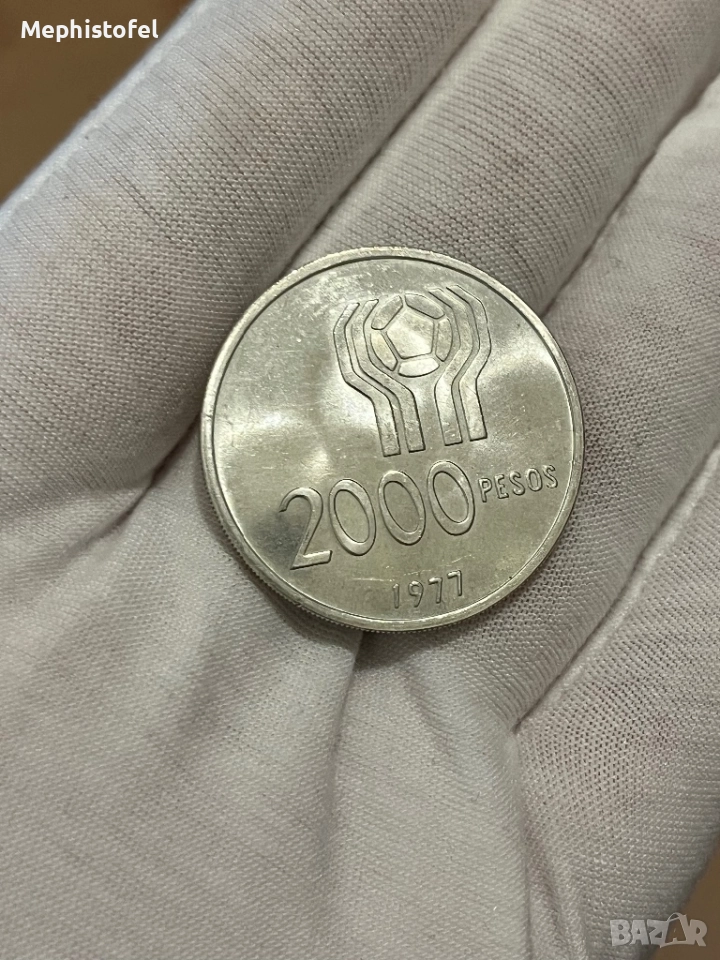 Mephistofel
2000 PESOS
1977
BAZAR